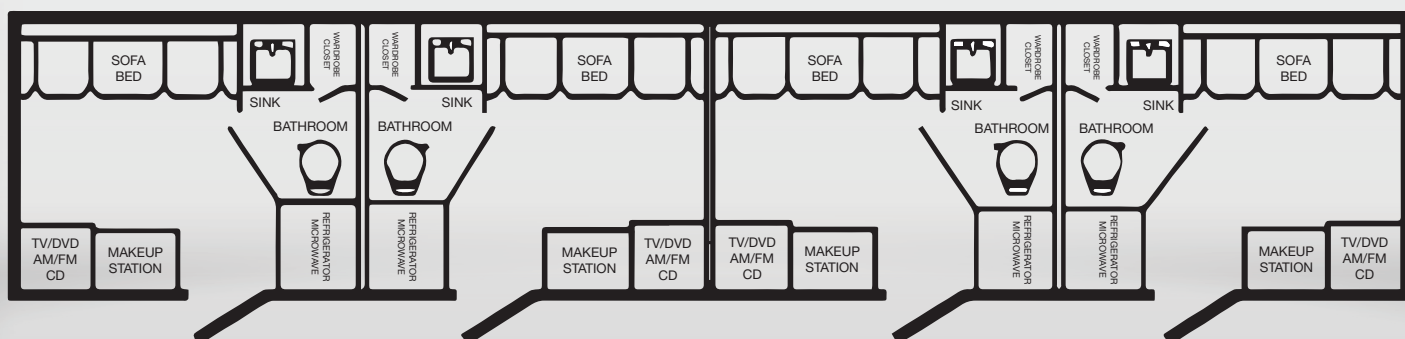 WARDROBE
CLOSET
WARDROBE
CLOSET
WARDROBE
CLOSET
WARDROBE
CLOSET
SOFA
BED
SOFA
BED
SOFA
BED
SOFA
BED
SINK
SINK
SINK
SINK
BATHROOM
BATHROOM
BATHROOM
BATHROOM
TV/DVD
AM/FM
CD
MAKEUP
STATION
REFRIGERATOR
MICROWAVE
REFRIGERATOR
MICROWAVE
MAKEUP
STATION
TV/DVD
AM/FM
CD
TV/DVD
AM/FM
CD
MAKEUP
STATION
REFRIGERATOR
MICROWAVE
REFRIGERATOR
MICROWAVE
MAKEUP
STATION
TV/DVD
AM/FM
CD